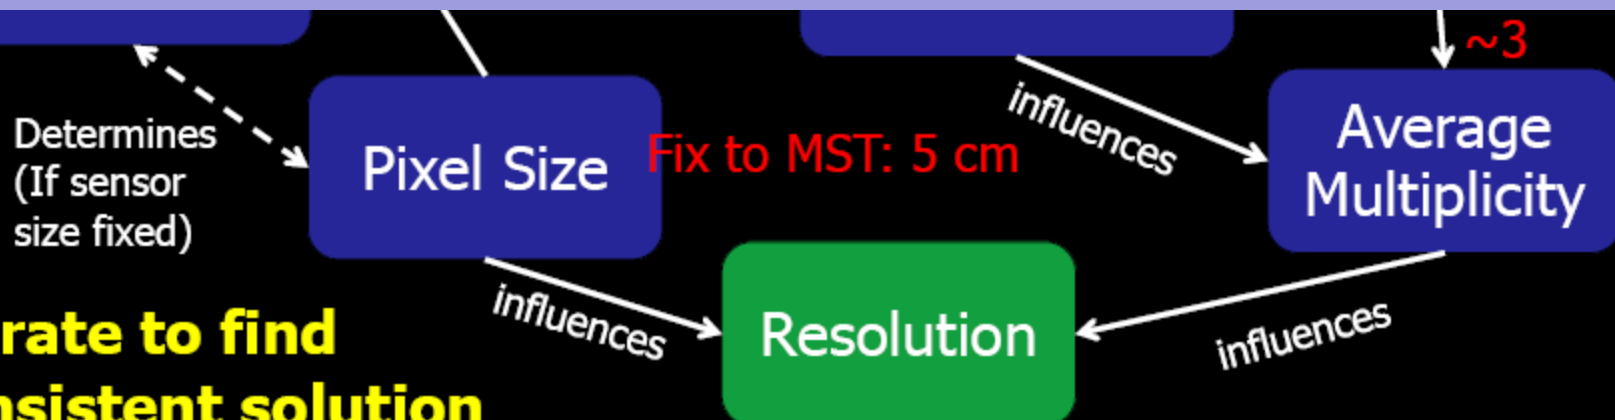 ~3
influences
Average
Multiplicity
Determines
(If sensor
size fixed)
Pixel Size
Fix to MST: 5 cm
influences
Resolution
influences
rate to find
nsistent solution